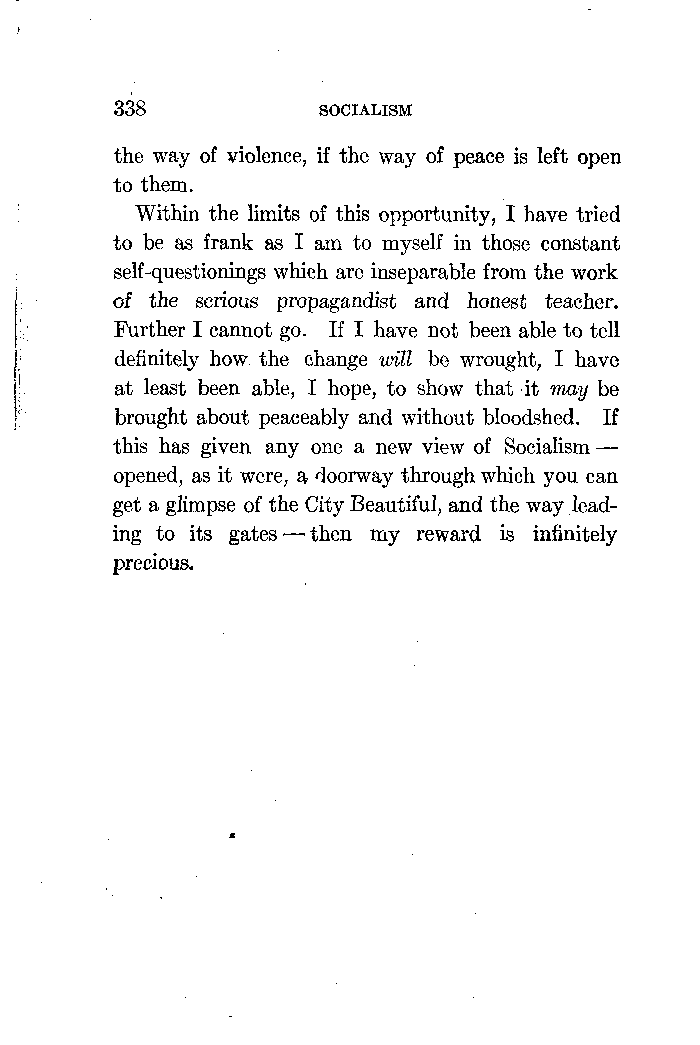 338 SOCIALISM
the way of violence, if the way of peace is left open
to them.
Within the limits of this opportunity, I have tried
to be as frank as I am to myself in those constant
self-questionings which are inseparable from the work
of the serious propagandist and honest teacher.
Further I cannot go. If I have not been able to tell
definitely how the change will be wrought, I have
at least been able, I hope, to show that it may be
brought about peaceably and without bloodshed. If
this has given any one a new view of Socialism —
opened, as it were, a doorway through which you can
get a glimpse of the City Beautiful, and the way lead-
ing to its gates — then my reward is infinitely
precious.